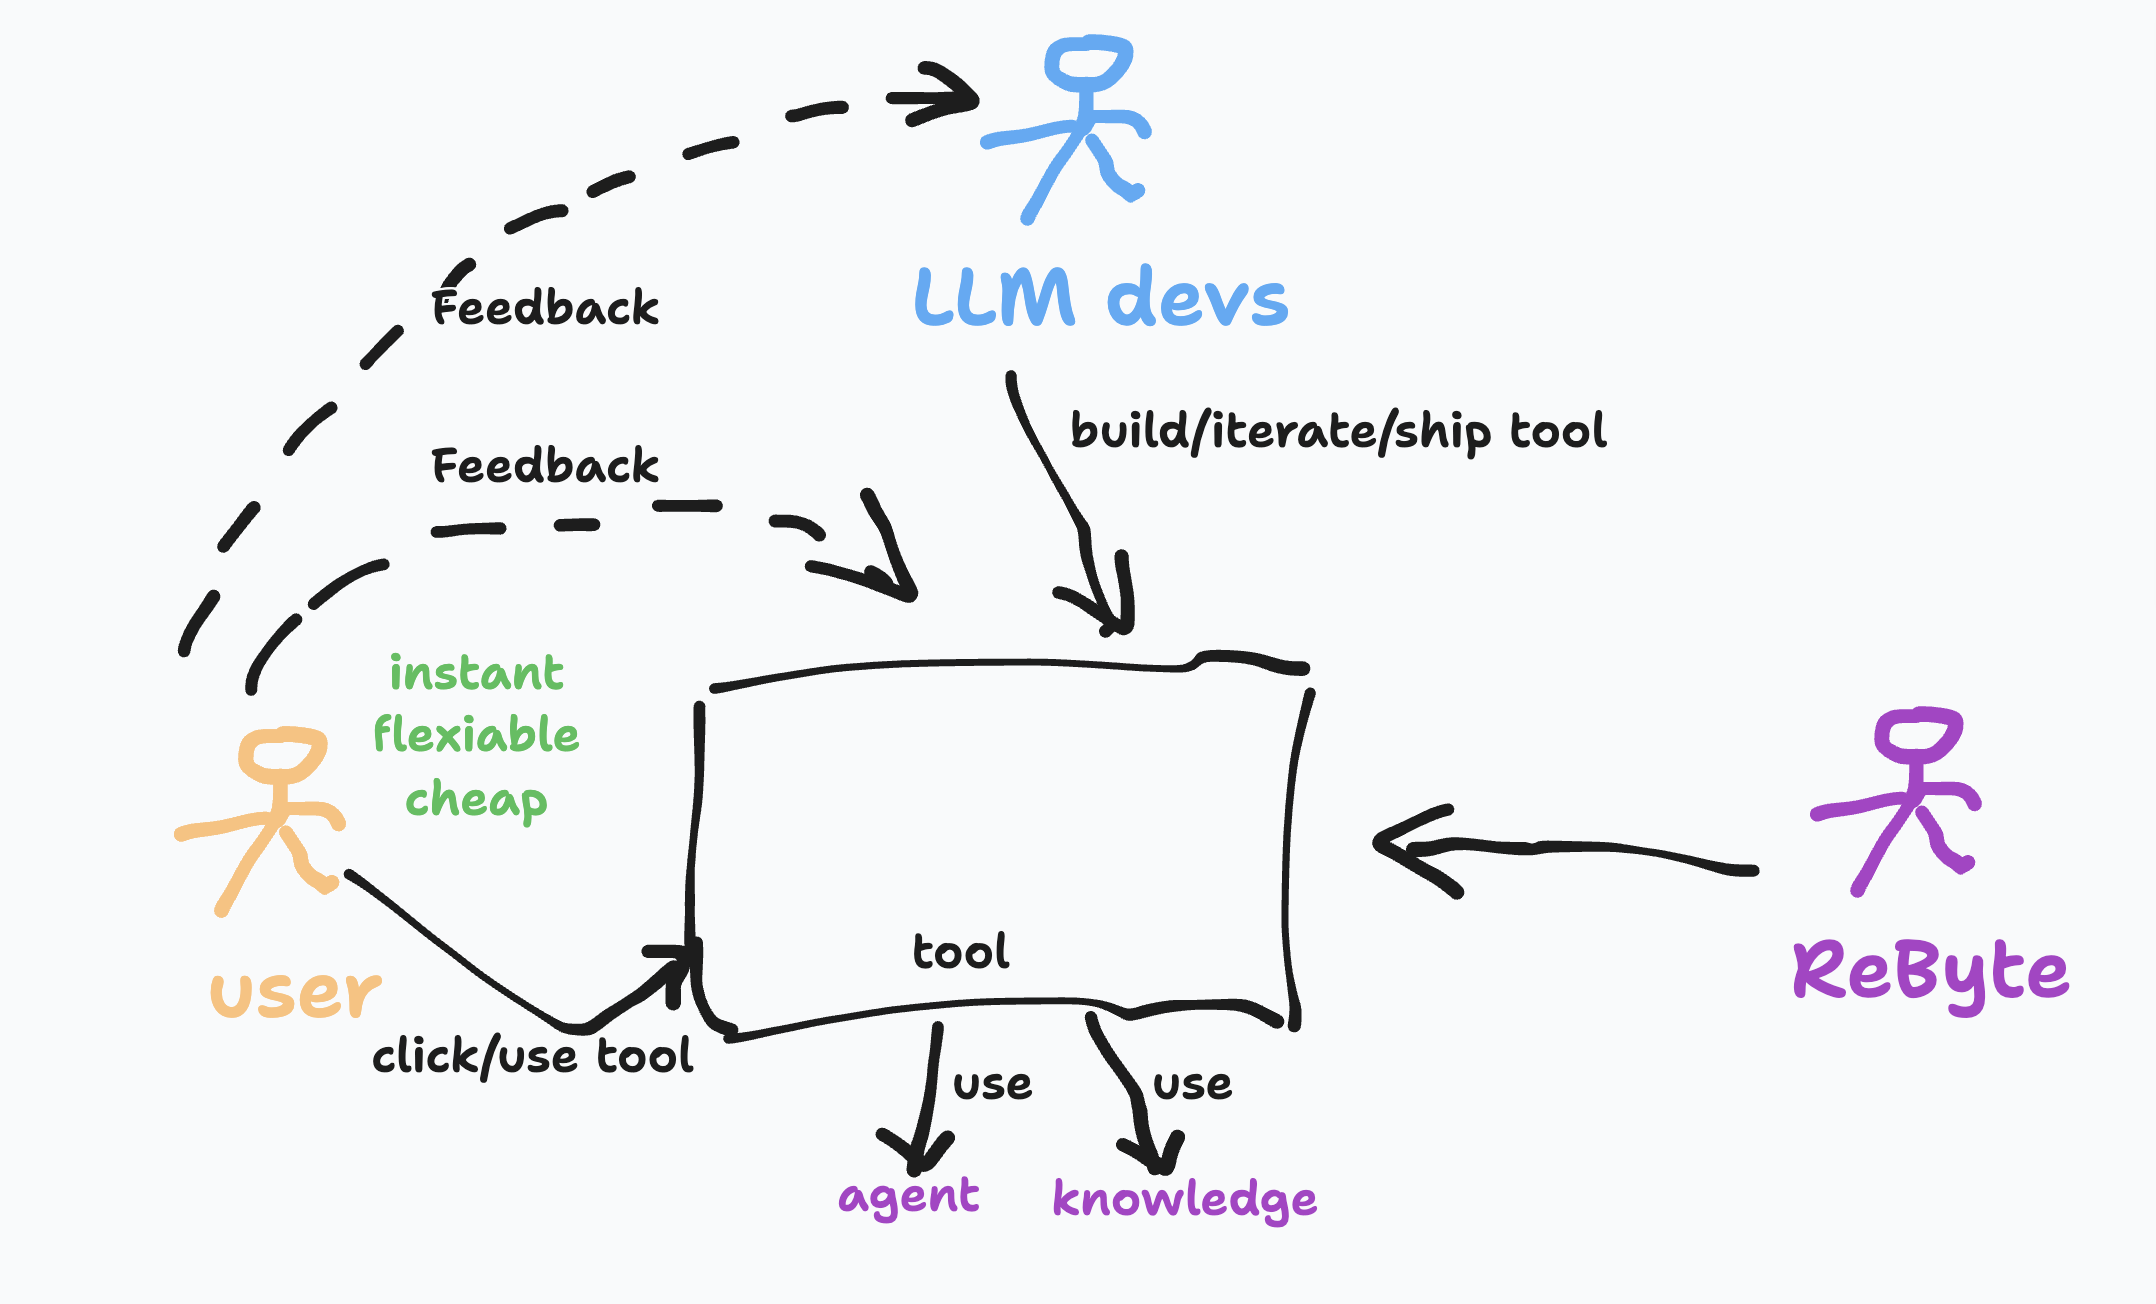 LLM devs
Feedback
build/iterate/ship tool
Feedback
instant
flexiable
cheap
user
click/use tool
tool
ReByte
use
use
agent
knowledge